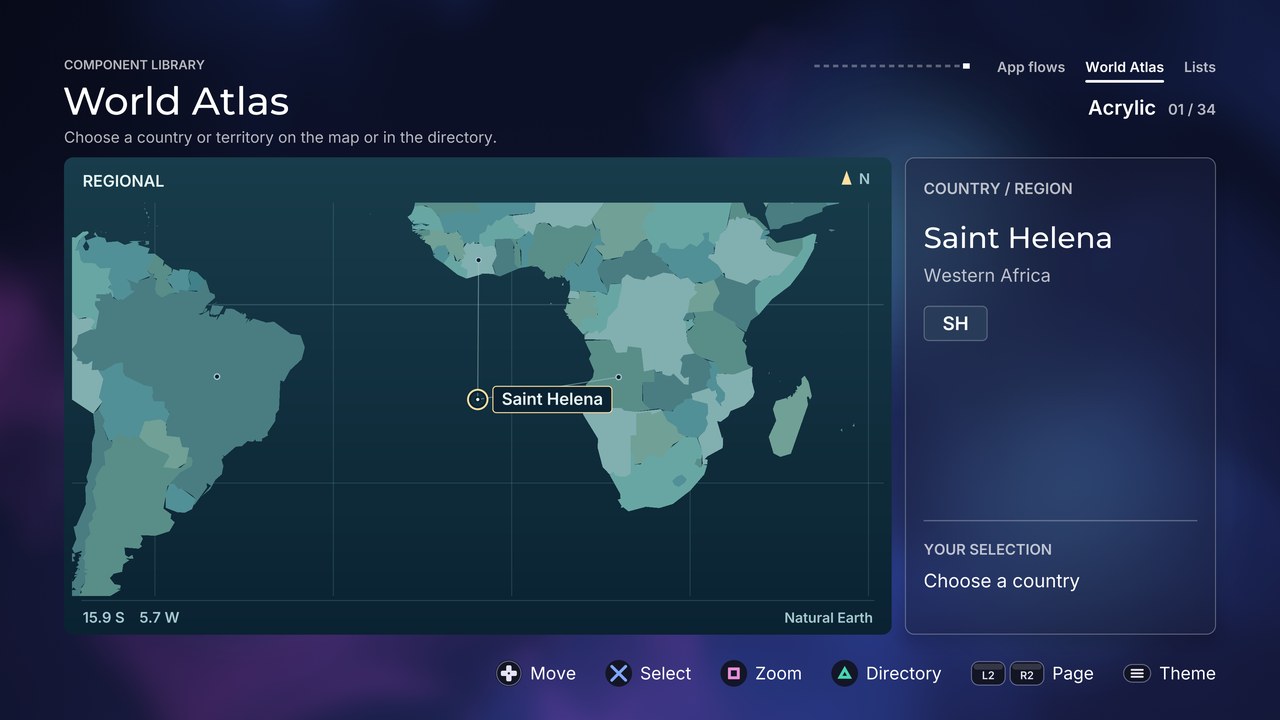 COMPONENT LIBRARY
World Atlas
Choose a country or territory on the map or in the directory.
App flows World Atlas Lists
Acrylic 01 / 34
REGIONAL
N
Saint Helena
15.9 S 5.7 W
Natural Earth
COUNTRY / REGION
Saint Helena
Western Africa
SH
YOUR SELECTION
Choose a country
Move Select Zoom Directory L2 R2 Page Theme